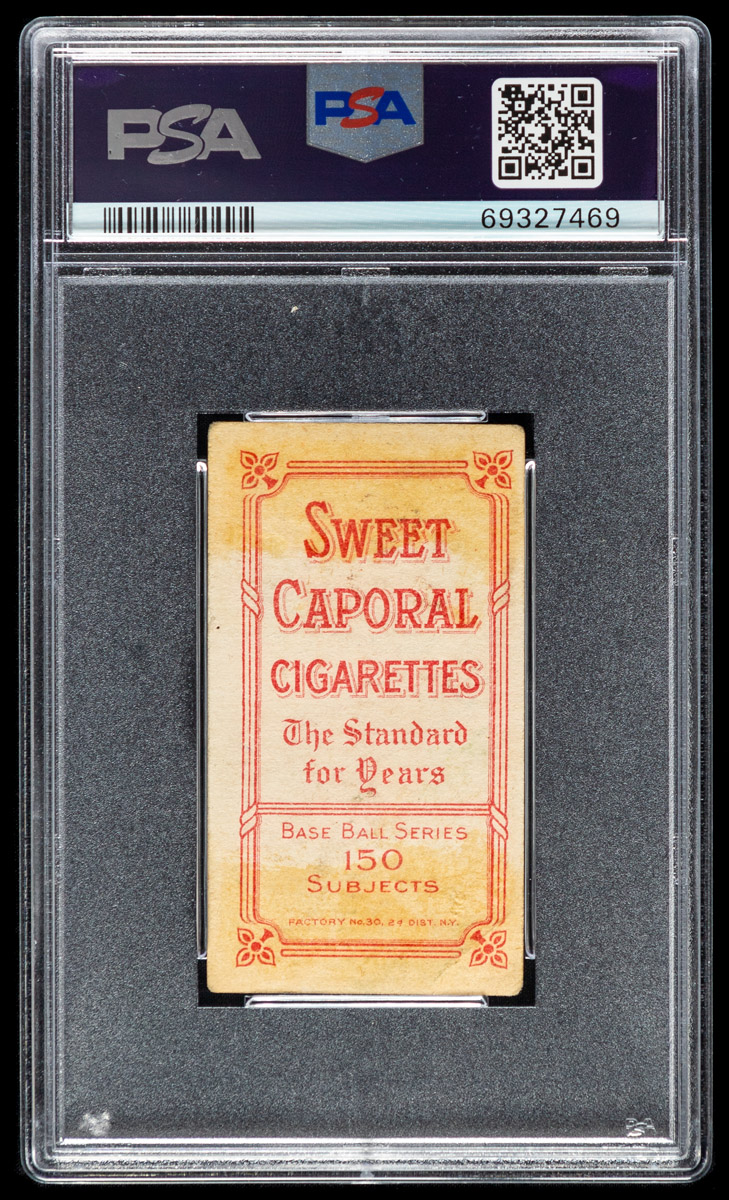 PSA PSA
69327469
SWEET
CAPORAL
CIGARETTES
The Standard
for Years
BASE BALL SERIES
150
SUBJECTS
FACTORY No. 30, 2d DIST. N.Y.
PSA